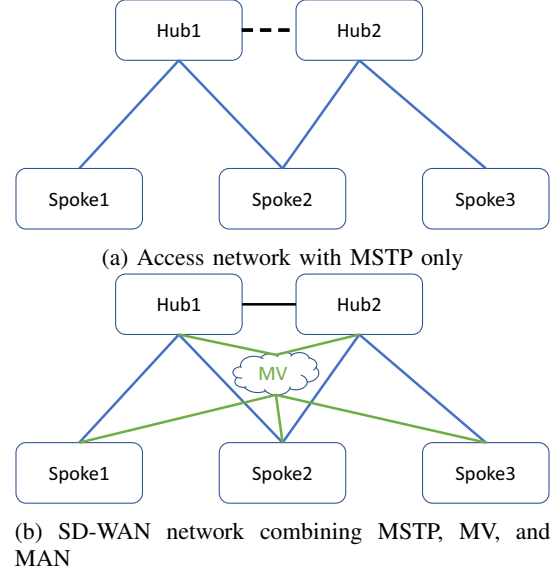 Hub1 Hub2
Spoke1 Spoke2 Spoke3
(a) Access network with MSTP only
Hub1 Hub2
MV
Spoke1 Spoke2 Spoke3
(b) SD-WAN network combining MSTP, MV, and
MAN